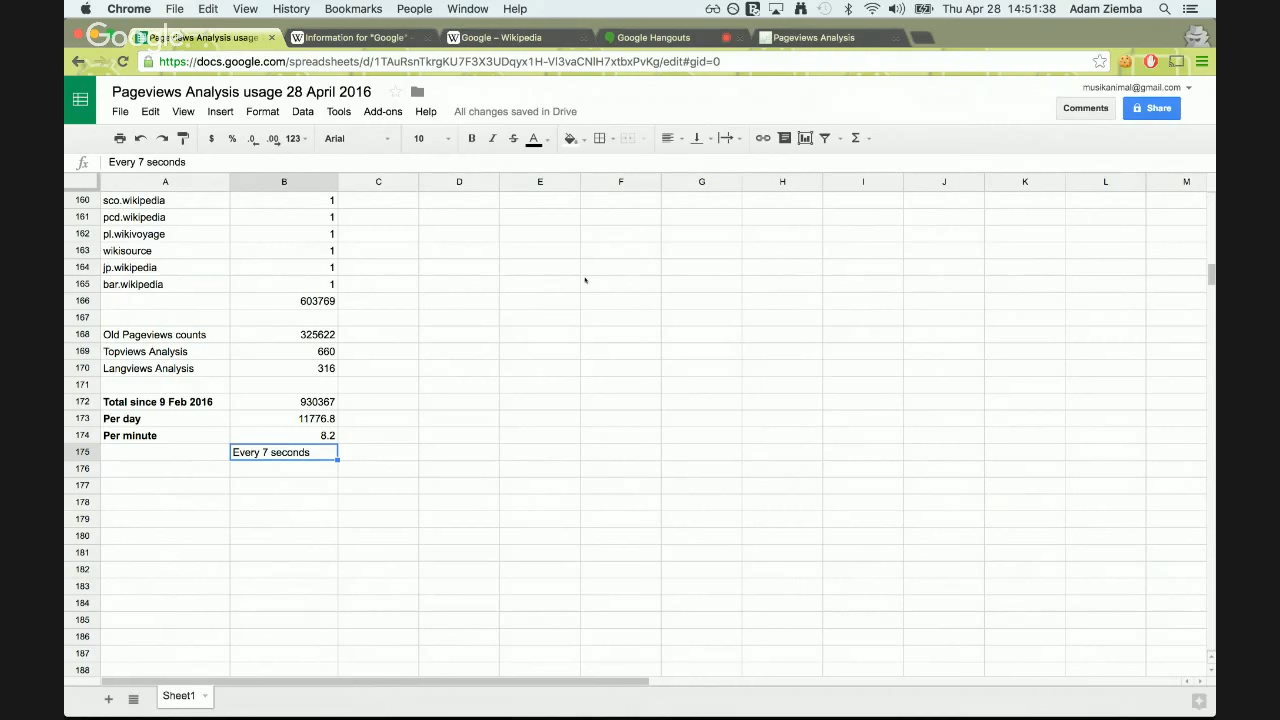 Chrome File Edit View History Bookmarks People Window Help Thu Apr 28 14:51:38 Adam Ziemba
Google
Pageviews Analysis usage Information for "Google" - Google – Wikipedia Google Hangouts Pageviews Analysis
https://docs.google.com/spreadsheets/d/1TAuRsnTkrgKU7F3X3UDqyx1H-Vl3vaCNlH7xtbxPvKg/edit#gid=0
Pageviews Analysis usage 28 April 2016 musikanimal@gmail.com
File Edit View Insert Format Data Tools Add-ons Help All changes saved in Drive Comments Share
$ % .0 .00 123 Arial 10 B I S A Σ
fx Every 7 seconds
A B C D E F G H I J K L M
160 sco.wikipedia 1
161 pcd.wikipedia 1
162 pl.wikivoyage 1
163 wikisource 1
164 jp.wikipedia 1
165 bar.wikipedia 1
166 603769
167
168 Old Pageviews counts 325622
169 Topviews Analysis 660
170 Langviews Analysis 316
171
172 Total since 9 Feb 2016 930367
173 Per day 11776.8
174 Per minute 8.2
175 Every 7 seconds
176
177
178
179
180
181
182
183
184
185
186
187
188
+ Sheet1